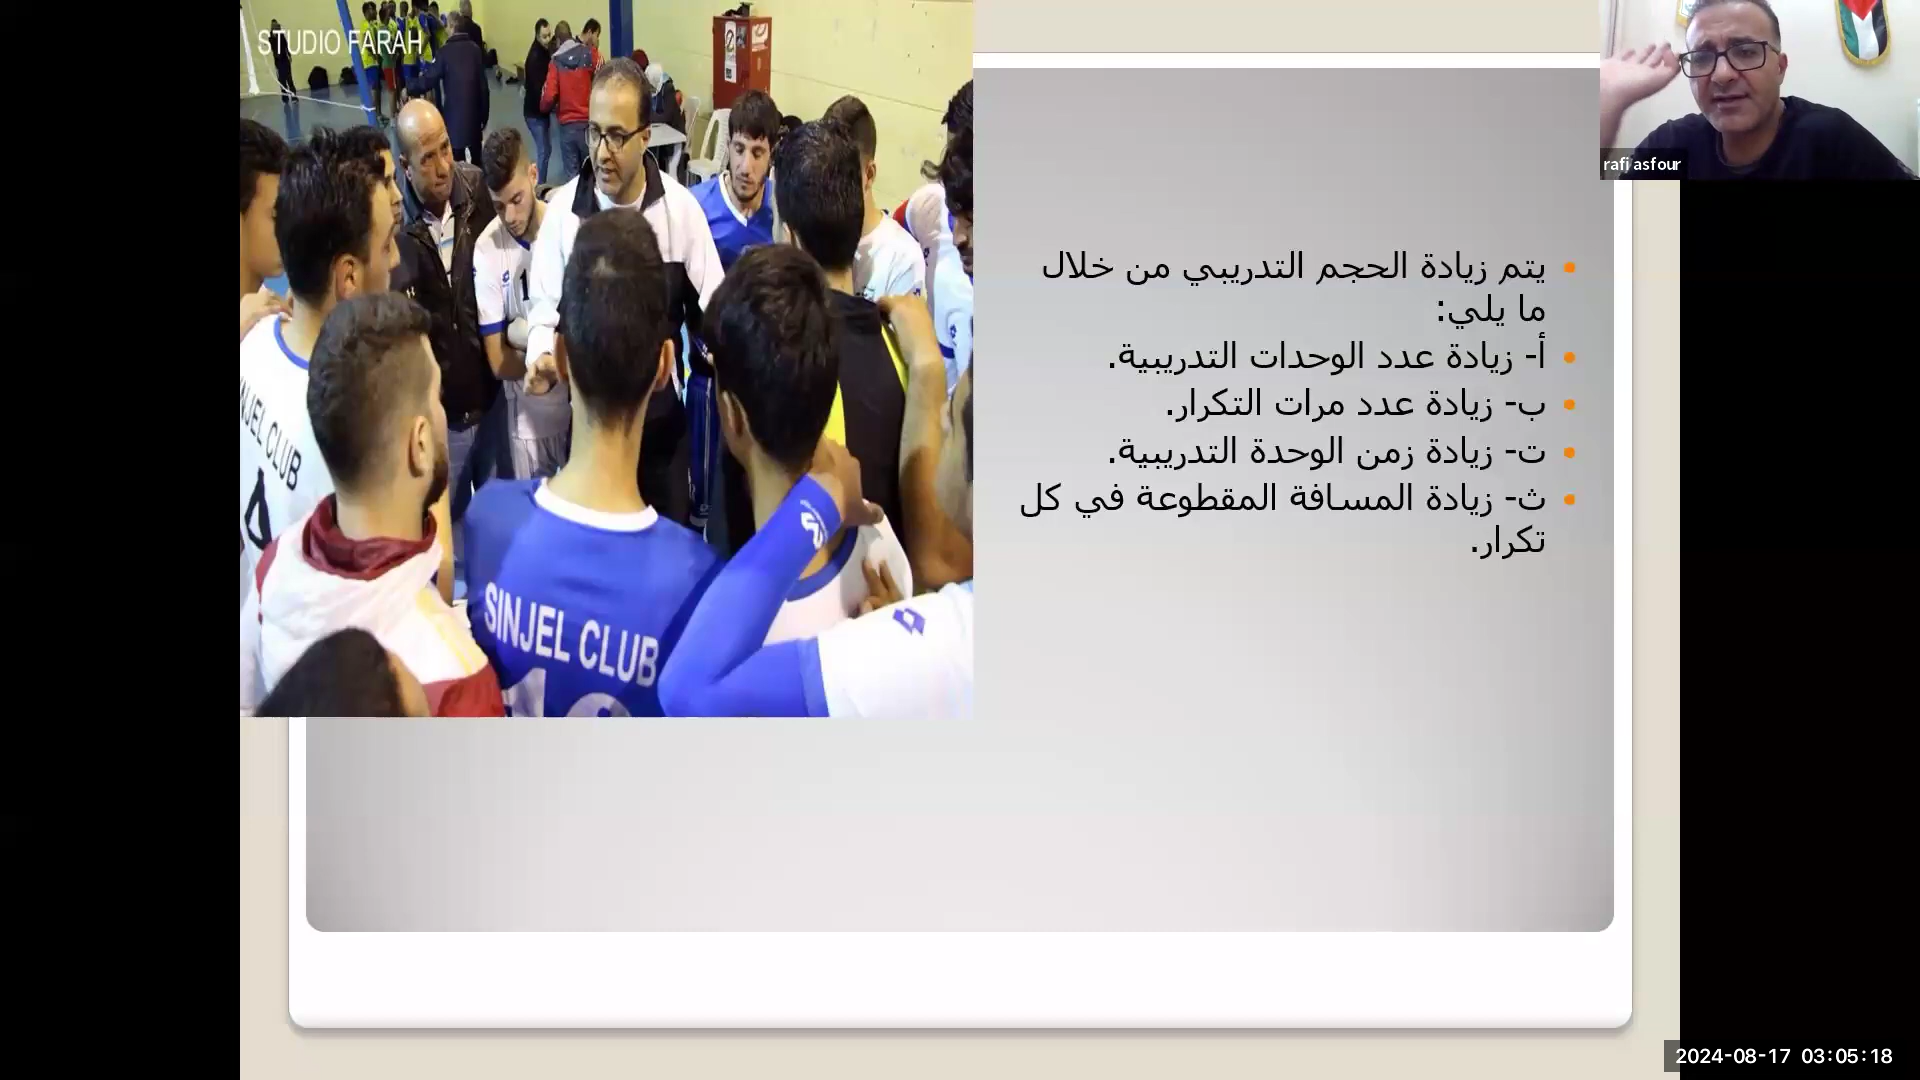 STUDIO FARAH
rafi asfour
يتم زيادة الحجم التدريبي من خلال
ما يلي:
أ- زيادة عدد الوحدات التدريبية.
ب- زيادة عدد مرات التكرار.
ت- زيادة زمن الوحدة التدريبية.
ث- زيادة المسافة المقطوعة في كل
تكرار.
NJEL CLUB
SINJEL CLUB
2024-08-17 03:05:18